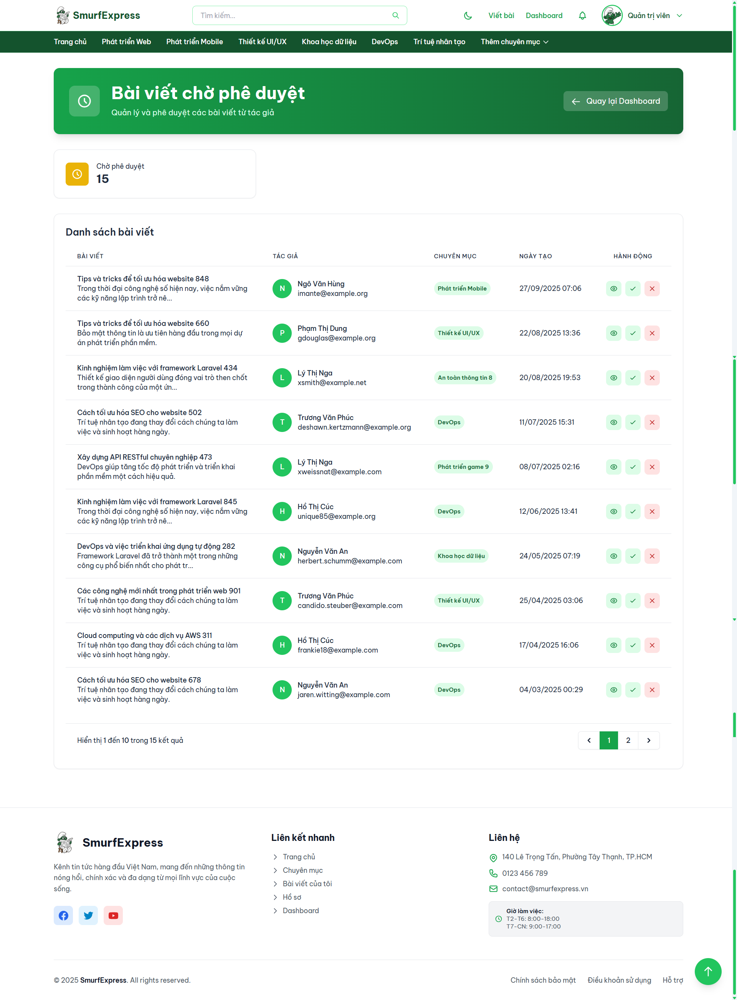 SmurfExpress
Tìm kiếm...
Viết bài
Dashboard
Quản trị viên
Trang chủ
Phát triển Web
Phát triển Mobile
Thiết kế UI/UX
Khoa học dữ liệu
DevOps
Trí tuệ nhân tạo
Thêm chuyên mục
Bài viết chờ phê duyệt
Quản lý và phê duyệt các bài viết từ tác giả
Quay lại Dashboard
Chờ phê duyệt
15
Danh sách bài viết
BÀI VIẾT
TÁC GIẢ
CHUYÊN MỤC
NGÀY TẠO
HÀNH ĐỘNG
Tips và tricks để tối ưu hóa website 848
Trong thời đại công nghệ số hiện nay, việc nắm vững
các kỹ năng lập trình trở nê...
N
Ngô Văn Hùng
imante@example.org
Phát triển Mobile
27/09/2025 07:06
Tips và tricks để tối ưu hóa website 660
Bảo mật thông tin là ưu tiên hàng đầu trong mọi dự
án phát triển phần mềm.
P
Phạm Thị Dung
gdouglas@example.org
Thiết kế UI/UX
22/08/2025 13:36
Kinh nghiệm làm việc với framework Laravel 434
Thiết kế giao diện người dùng đóng vai trò then chốt
trong thành công của một ứn...
L
Lý Thị Nga
xsmith@example.net
An toàn thông tin 8
20/08/2025 19:53
Cách tối ưu hóa SEO cho website 502
Trí tuệ nhân tạo đang thay đổi cách chúng ta làm
việc và sinh hoạt hàng ngày.
T
Trương Văn Phúc
deshawn.kertzmann@example.org
DevOps
11/07/2025 15:31
Xây dựng API RESTful chuyên nghiệp 473
DevOps giúp tăng tốc độ phát triển và triển khai
phần mềm một cách hiệu quả.
L
Lý Thị Nga
xweissnat@example.com
Phát triển game 9
08/07/2025 02:16
Kinh nghiệm làm việc với framework Laravel 845
Trong thời đại công nghệ số hiện nay, việc nắm vững
các kỹ năng lập trình trở nê...
H
Hồ Thị Cúc
unique85@example.org
DevOps
12/06/2025 13:41
DevOps và việc triển khai ứng dụng tự động 282
Framework Laravel đã trở thành một trong những
công cụ phổ biến nhất cho phát tr...
N
Nguyễn Văn An
herbert.schumm@example.com
Khoa học dữ liệu
24/05/2025 07:19
Các công nghệ mới nhất trong phát triển web 901
Trí tuệ nhân tạo đang thay đổi cách chúng ta làm
việc và sinh hoạt hàng ngày.
T
Trương Văn Phúc
candido.steuber@example.com
Thiết kế UI/UX
25/04/2025 03:06
Cloud computing và các dịch vụ AWS 311
Trí tuệ nhân tạo đang thay đổi cách chúng ta làm
việc và sinh hoạt hàng ngày.
H
Hồ Thị Cúc
frankie18@example.com
DevOps
17/04/2025 16:06
Cách tối ưu hóa SEO cho website 678
Trí tuệ nhân tạo đang thay đổi cách chúng ta làm
việc và sinh hoạt hàng ngày.
N
Nguyễn Văn An
jaren.witting@example.com
DevOps
04/03/2025 00:29
Hiển thị 1 đến 10 trong 15 kết quả
1
2
SmurfExpress
Kênh tin tức hàng đầu Việt Nam, mang đến những thông tin
nóng hổi, chính xác và đa dạng từ mọi lĩnh vực của cuộc
sống.
Liên kết nhanh
Trang chủ
Chuyên mục
Bài viết của tôi
Hồ sơ
Dashboard
Liên hệ
140 Lê Trọng Tấn, Phường Tây Thạnh, TP.HCM
0123 456 789
contact@smurfexpress.vn
Giờ làm việc:
T2-T6: 8:00-18:00
T7-CN: 9:00-17:00
© 2025 SmurfExpress. All rights reserved.
Chính sách bảo mật
Điều khoản sử dụng
Hỗ trợ